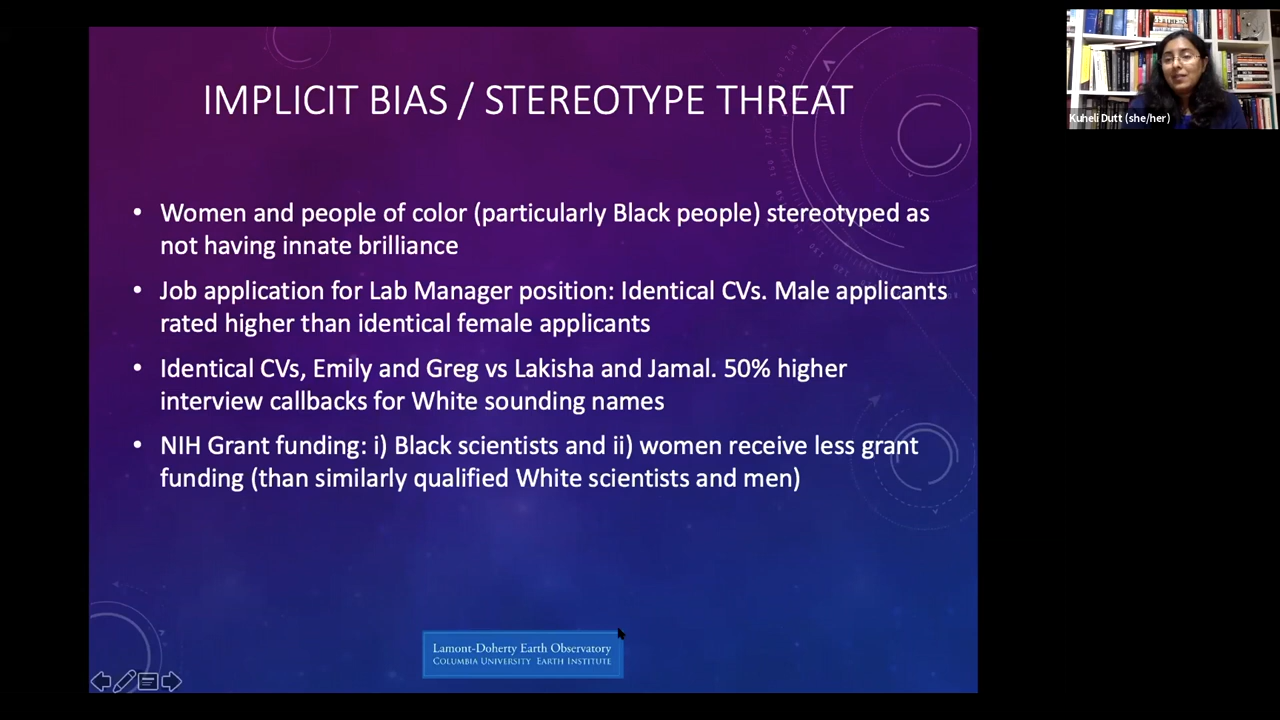 IMPLICIT BIAS / STEREOTYPE THREAT
• Women and people of color (particularly Black people) stereotyped as
not having innate brilliance
• Job application for Lab Manager position: Identical CVs. Male applicants
rated higher than identical female applicants
• Identical CVs, Emily and Greg vs Lakisha and Jamal. 50% higher
interview callbacks for White sounding names
• NIH Grant funding: i) Black scientists and ii) women receive less grant
funding (than similarly qualified White scientists and men)
Lamont-Doherty Earth Observatory
COLUMBIA UNIVERSITY EARTH INSTITUTE
Kuheli Dutt (she/her)